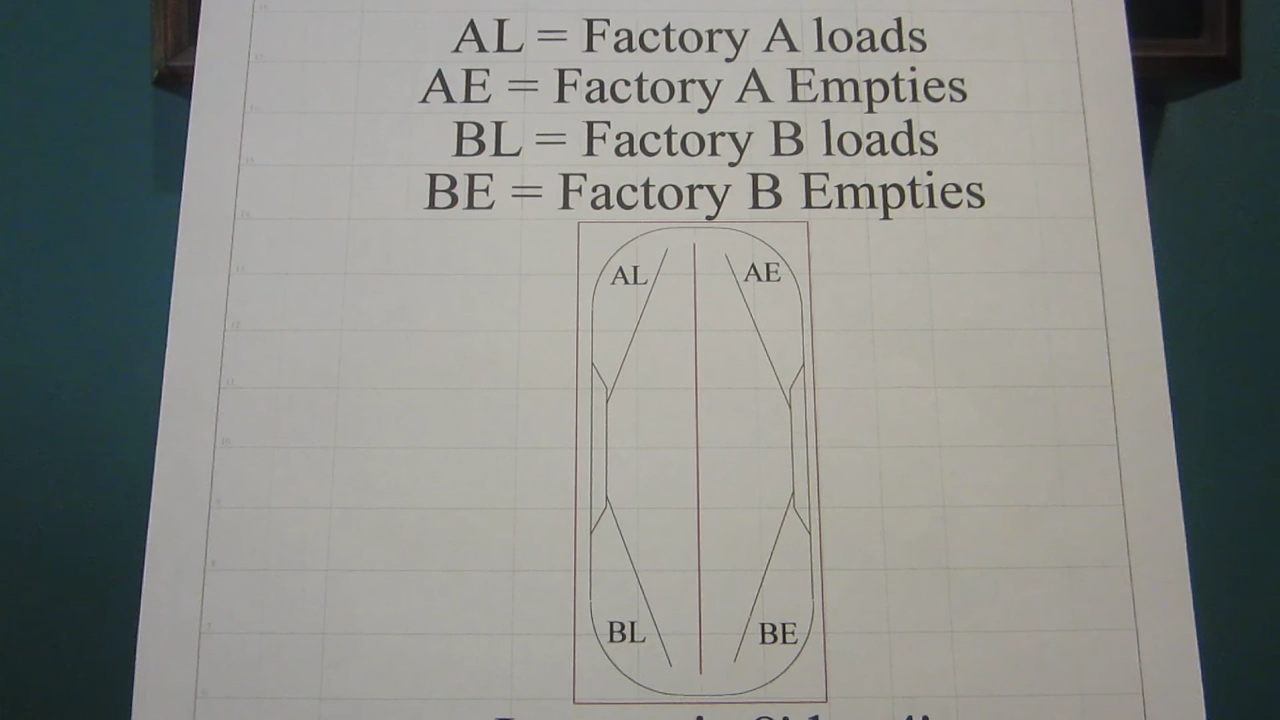 AL = Factory A loads
AE = Factory A Empties
BL = Factory B loads
BE = Factory B Empties
AL AE
BL BE